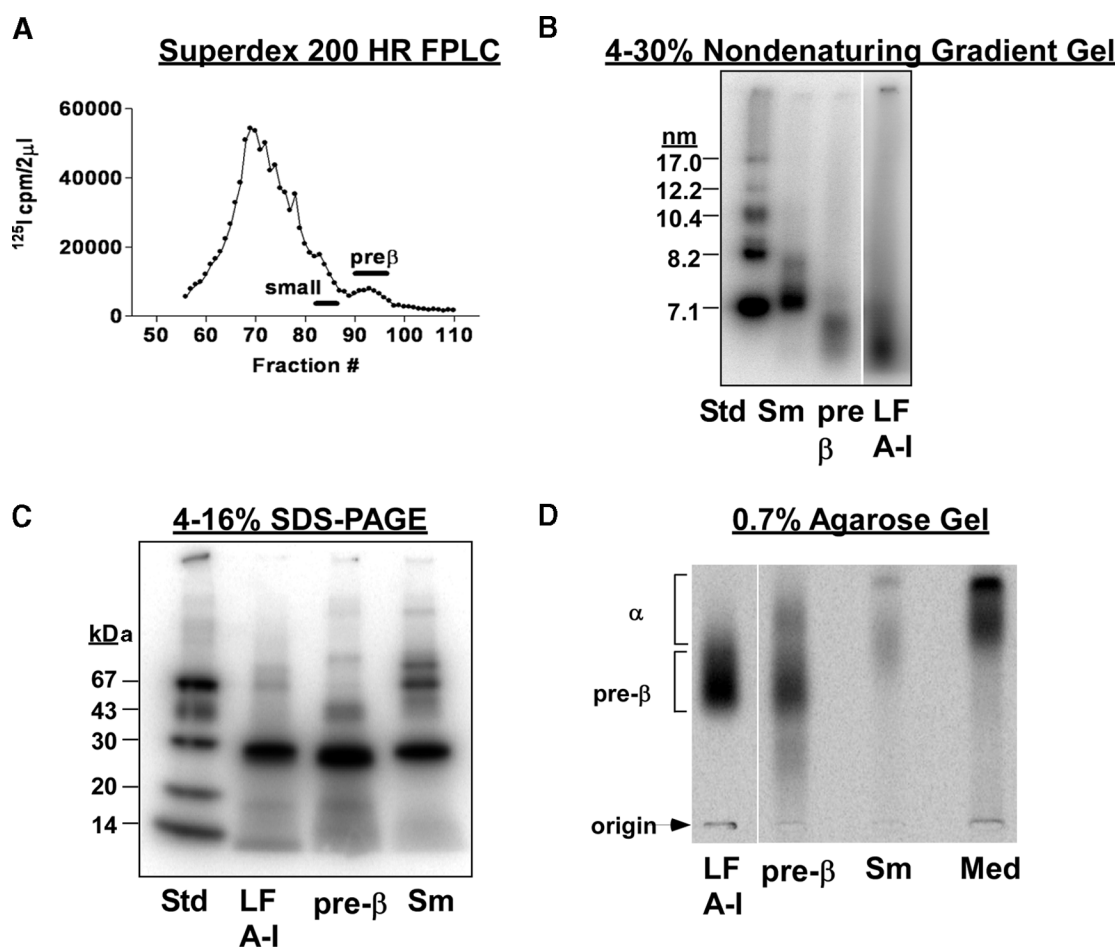 A
Superdex 200 HR FPLC
60000
40000
20000
0
125I cpm/2μl
small
preβ
50 60 70 80 90 100 110
Fraction #
B
4-30% Nondenaturing Gradient Gel
nm
17.0
12.2
10.4
8.2
7.1
Std Sm pre LF
β A-I
C
4-16% SDS-PAGE
kDa
67
43
30
20
14
Std LF pre-β Sm
A-I
D
0.7% Agarose Gel
α
pre-β
origin
LF pre-β Sm Med
A-I